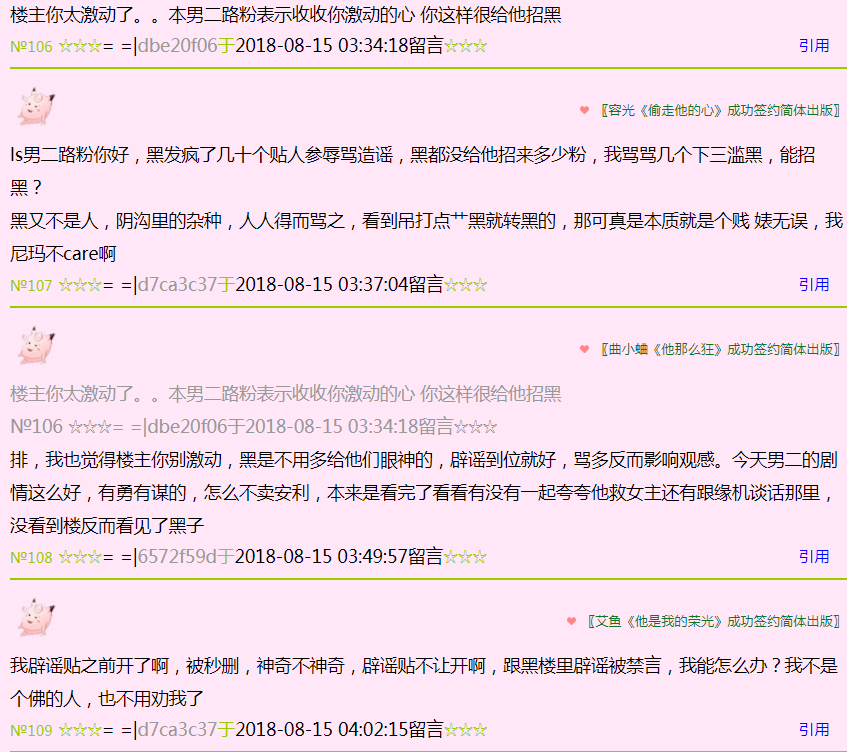 楼主你太激动了。。本男二路粉表示收收你激动的心 你这样很给他招黑
№106 ☆☆☆= =|dbe20f06于2018-08-15 03:34:18留言☆☆☆ 引用
❤ 〖容光《偷走他的心》成功签约简体出版〗
ls男二路粉你好，黑发疯了几十个贴人参辱骂造谣，黑都没给他招来多少粉，我骂骂几个下三滥黑，能招
黑？
黑又不是人，阴沟里的杂种，人人得而骂之，看到吊打点艹黑就转黑的，那可真是本质就是个贱 婊无误，我
尼玛不care啊
№107 ☆☆☆= =|d7ca3c37于2018-08-15 03:37:04留言☆☆☆ 引用
❤ 〖曲小蛐《他那么狂》成功签约简体出版〗
楼主你太激动了。。本男二路粉表示收收你激动的心 你这样很给他招黑
№106 ☆☆☆= =|dbe20f06于2018-08-15 03:34:18留言☆☆☆
排，我也觉得楼主你别激动，黑是不用多给他们眼神的，辟谣到位就好，骂多反而影响观感。今天男二的剧
情这么好，有勇有谋的，怎么不卖安利，本来是看完了看看有没有一起夸夸他救女主还有跟缘机谈话那里，
没看到楼反而看见了黑子
№108 ☆☆☆= =|6572f59d于2018-08-15 03:49:57留言☆☆☆ 引用
❤ 〖艾鱼《他是我的荣光》成功签约简体出版〗
我辟谣贴之前开了啊，被秒删，神奇不神奇，辟谣贴不让开啊，跟黑楼里辟谣被禁言，我能怎么办？我不是
个佛的人，也不用劝我了
№109 ☆☆☆= =|d7ca3c37于2018-08-15 04:02:15留言☆☆☆ 引用